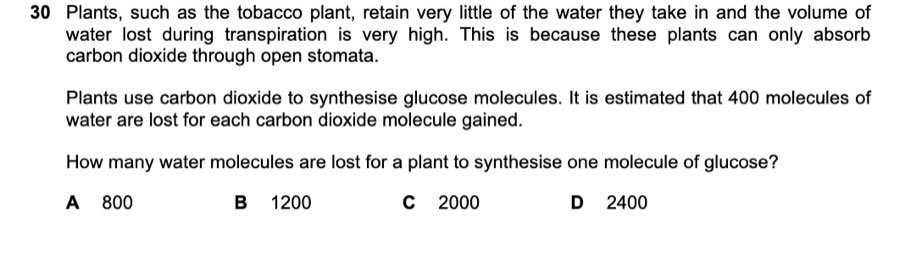 30 Plants, such as the tobacco plant, retain very little of the water they take in and the volume of
water lost during transpiration is very high. This is because these plants can only absorb
carbon dioxide through open stomata.
Plants use carbon dioxide to synthesise glucose molecules. It is estimated that 400 molecules of
water are lost for each carbon dioxide molecule gained.
How many water molecules are lost for a plant to synthesise one molecule of glucose?
A 800 B 1200 C 2000 D 2400